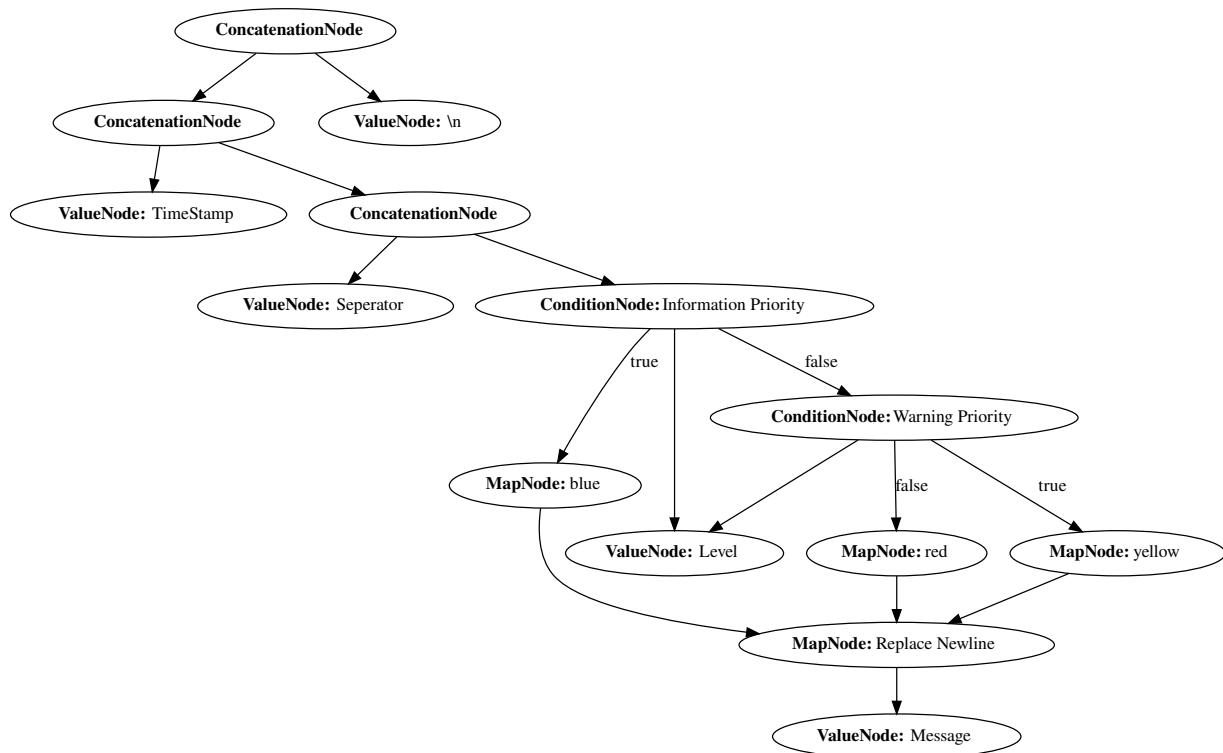 ConcatenationNode
ConcatenationNode
ValueNode: \n
ValueNode: TimeStamp
ConcatenationNode
ValueNode: Seperator
ConditionNode: Information Priority
true
false
ConditionNode: Warning Priority
MapNode: blue
false
true
ValueNode: Level
MapNode: red
MapNode: yellow
MapNode: Replace Newline
ValueNode: Message